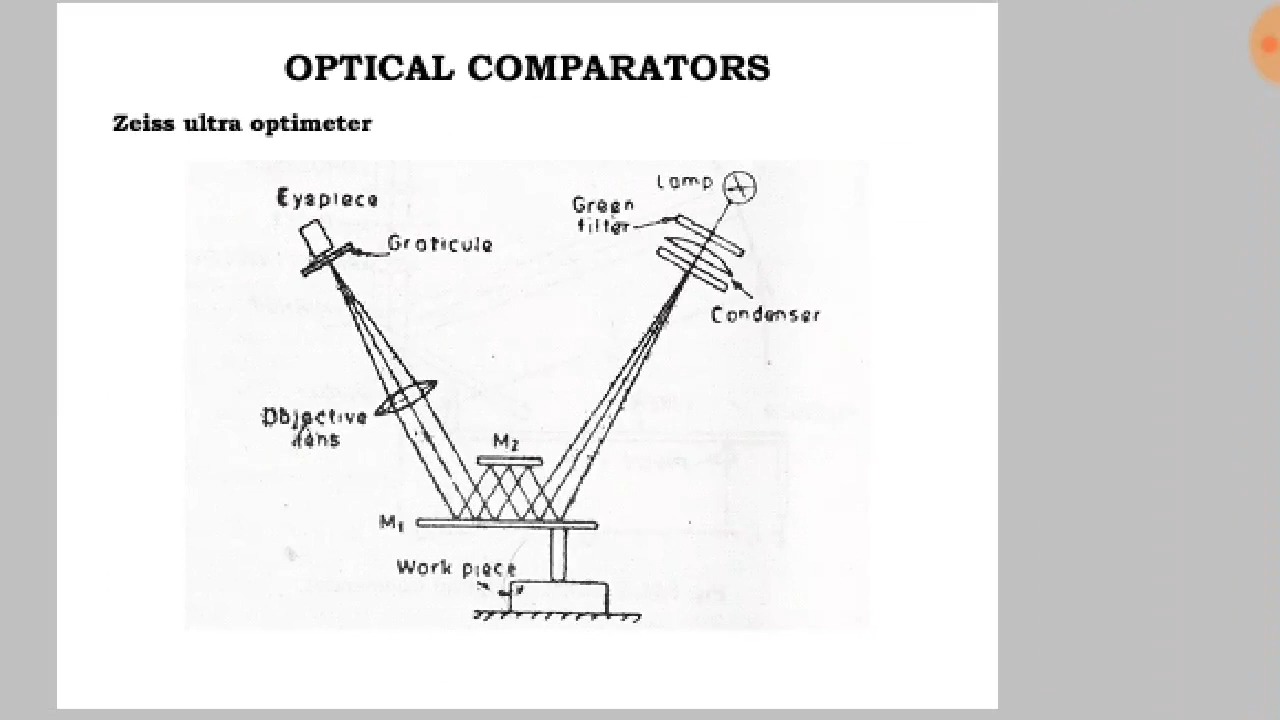 OPTICAL COMPARATORS
Zeiss ultra optimeter
Lamp
Eyepiece
Green
filter
Graticule
Condenser
Objective
lens
M2
M1
Work piece